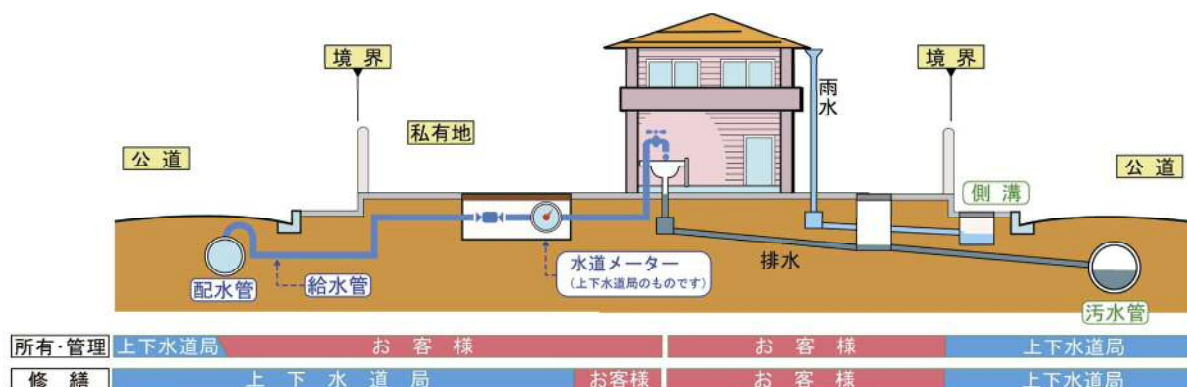 境界
境界
雨水
私有地
公道
公道
側溝
水道メーター
(上下水道局のものです)
排水
配水管
給水管
汚水管
所有・管理 上下水道局 お客様 お客様 上下水道局
修繕 上下水道局 お客様 お客様 上下水道局